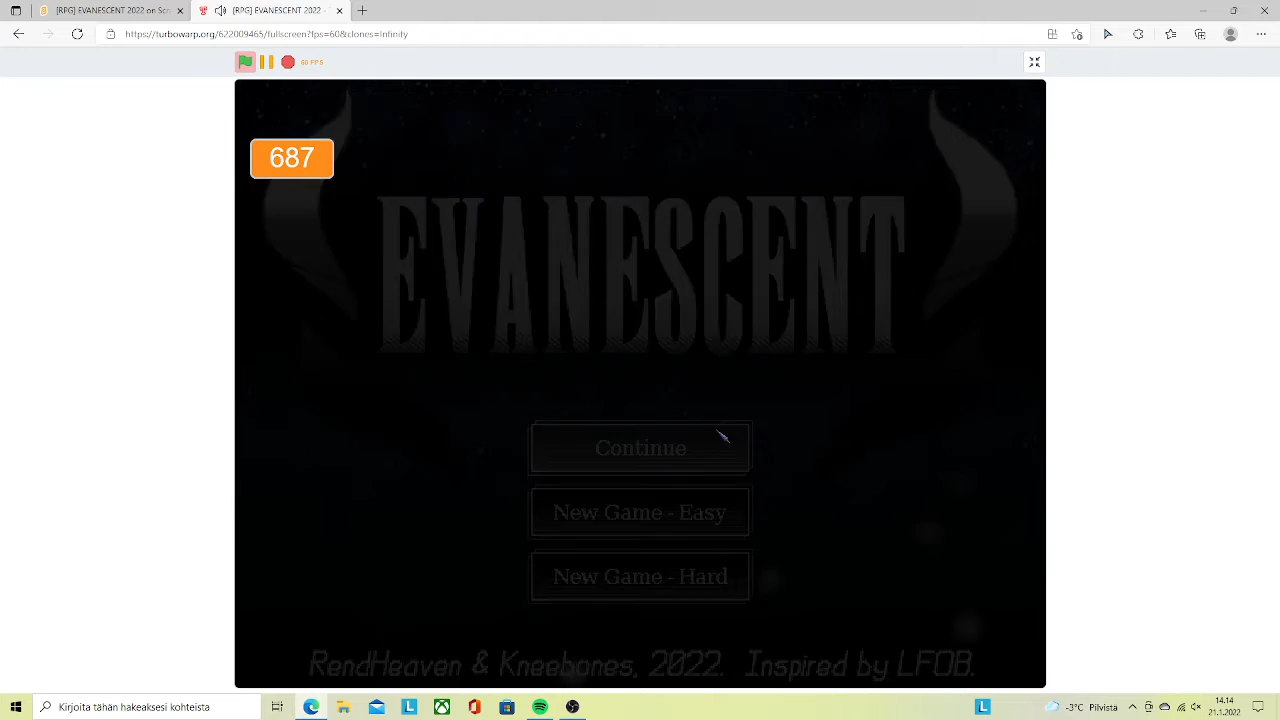 [RPG] EVANESCENT 2022 on Scr
[RPG] EVANESCENT 2022 -
https://turbowarp.org/622009465/fullscreen?fps=60&clones=Infinity
60 FPS
687
EVANESCENT
Continue
New Game - Easy
New Game - Hard
RendHeaven & Kneebones, 2022. Inspired by LFOB.
Kirjoita tähän hakeaksesi kohteista
-3°C Pilvistä
14.14
21.1.2022